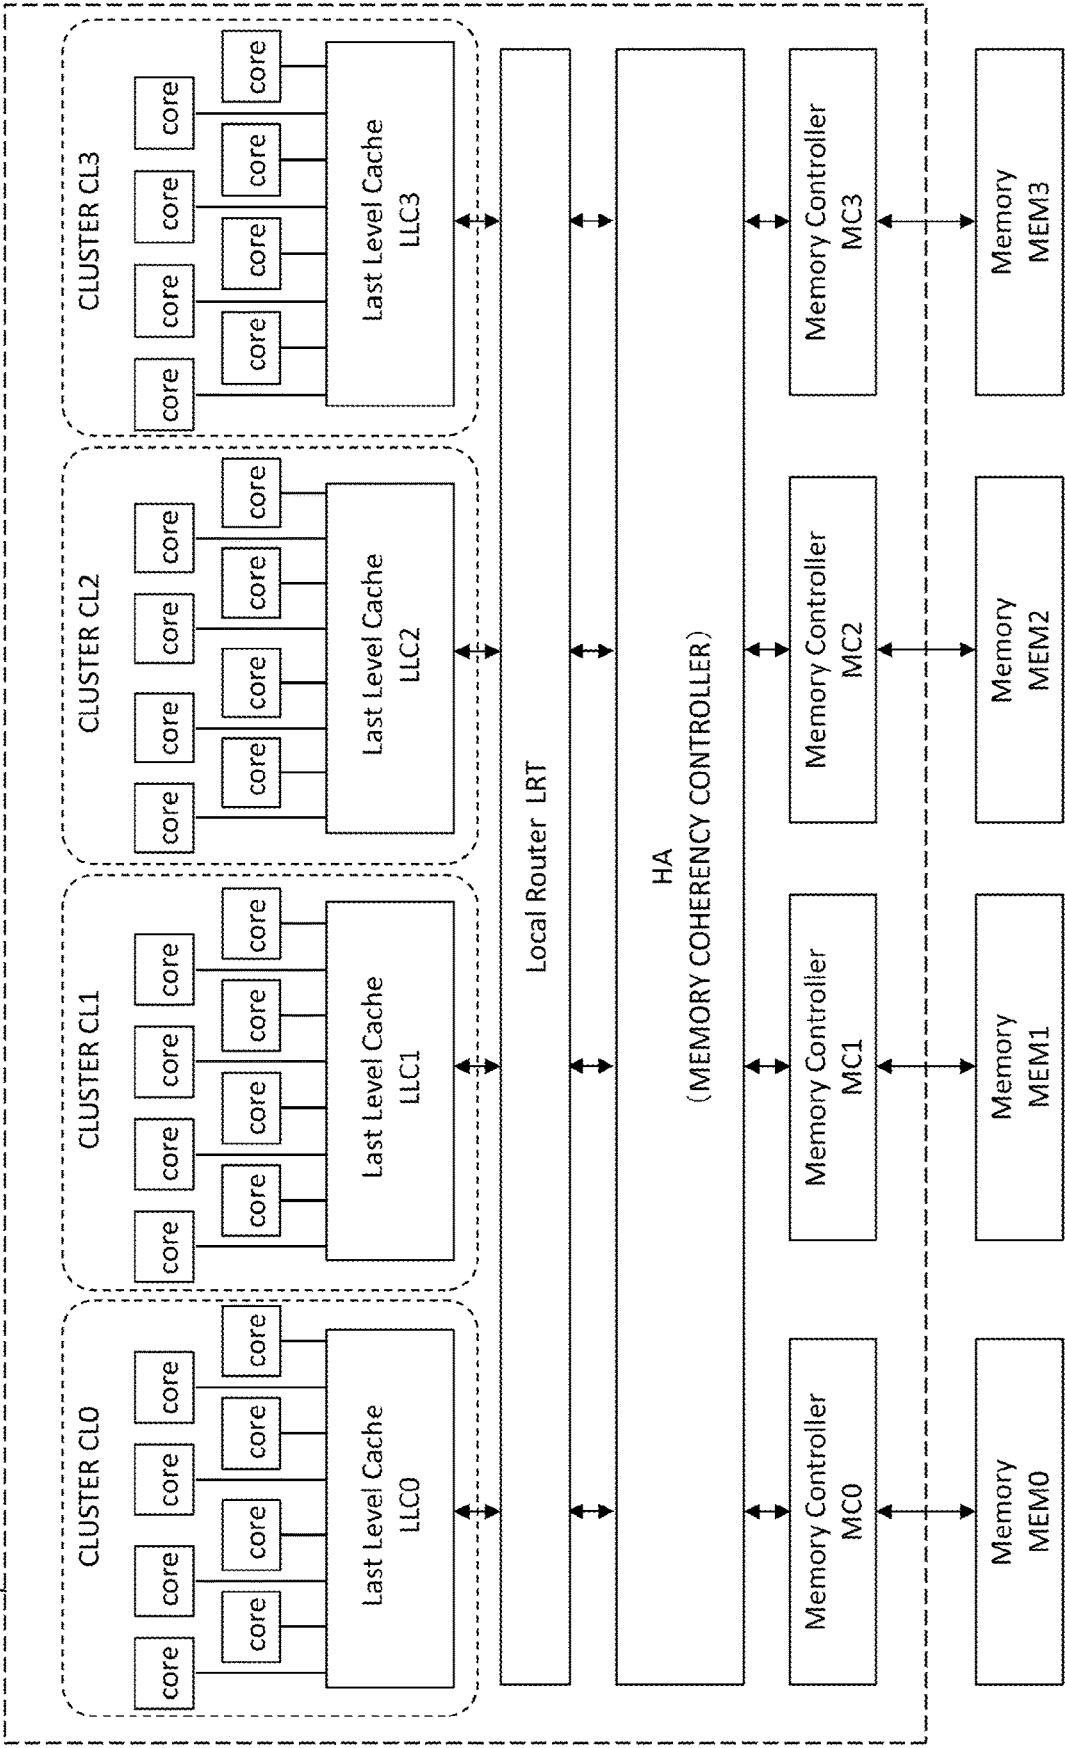 CLUSTER CL0
core
core
core
core
core
core
core
core
Last Level Cache
LLC0
CLUSTER CL1
core
core
core
core
core
core
core
core
Last Level Cache
LLC1
CLUSTER CL2
core
core
core
core
core
core
core
core
Last Level Cache
LLC2
CLUSTER CL3
core
core
core
core
core
core
core
core
Last Level Cache
LLC3
Local Router LRT
HA
(MEMORY COHERENCY CONTROLLER)
Memory Controller
MC0
Memory Controller
MC1
Memory Controller
MC2
Memory Controller
MC3
Memory
MEM0
Memory
MEM1
Memory
MEM2
Memory
MEM3